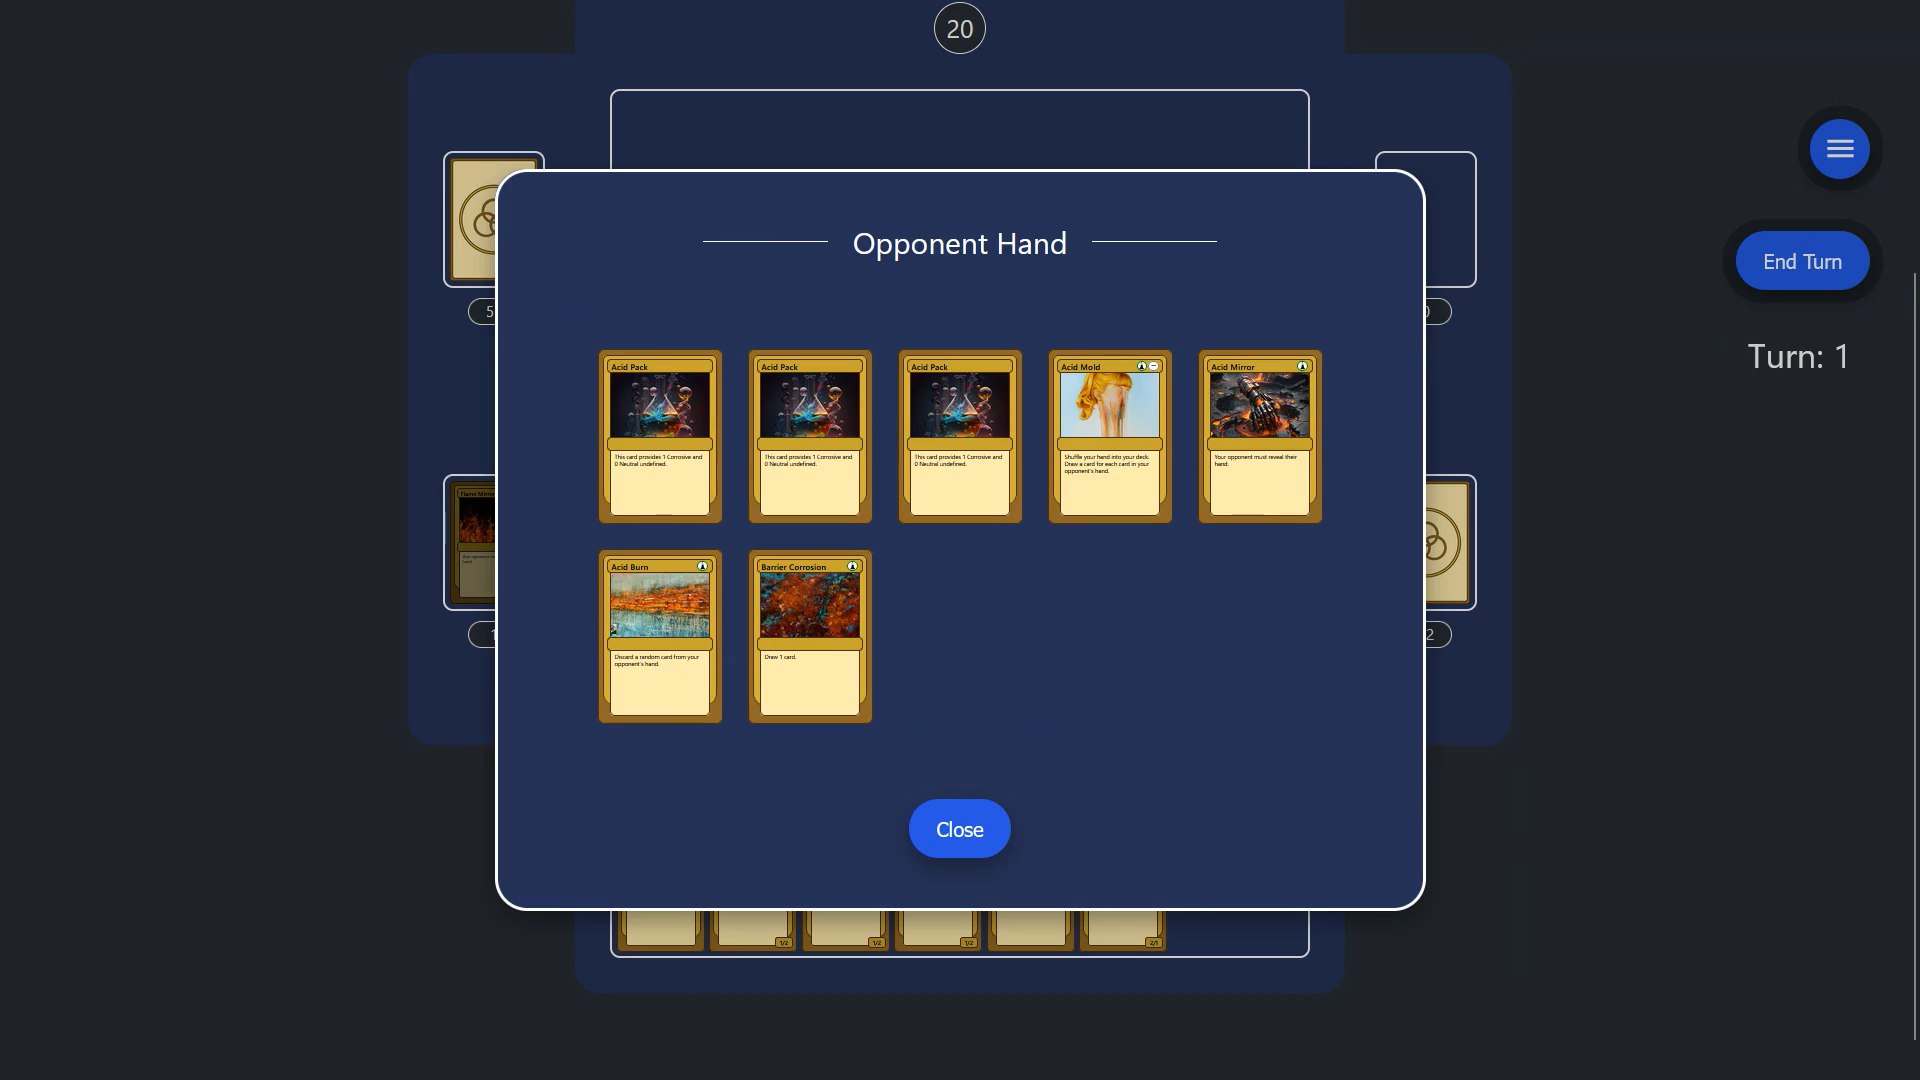 20
Opponent Hand
End Turn
5
Turn: 1
Acid Pack
This card provides 1 Corrosive and
0 Neutral undefined.
Acid Pack
This card provides 1 Corrosive and
0 Neutral undefined.
Acid Pack
This card provides 1 Corrosive and
0 Neutral undefined.
Acid Mold
Shuffle your hand into your deck.
Draw a card for each card in your
opponent's hand.
Acid Mirror
Your opponent must reveal their
hand.
Flame Mirror
Acid Burn
Discard a random card from your
opponent's hand.
Barrier Corrosion
Draw 1 card.
1
2
Close
1/2
1/2
1/2
2/1